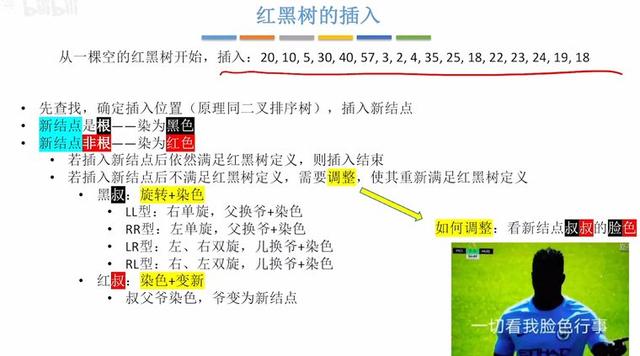 红黑树的插入
从一棵空的红黑树开始，插入：20, 10, 5, 30, 40, 57, 3, 2, 4, 35, 25, 18, 22, 23, 24, 19, 18
• 先查找，确定插入位置（原理同二叉排序树），插入新结点
• 新结点是根——染为黑色
• 新结点非根——染为红色
• 若插入新结点后依然满足红黑树定义，则插入结束
• 若插入新结点后不满足红黑树定义，需要调整，使其重新满足红黑树定义
• 黑叔：旋转+染色
• LL型：右单旋，父换爷+染色
• RR型：左单旋，父换爷+染色
• LR型：左、右双旋，儿换爷+染色
• RL型：右、左双旋，儿换爷+染色
• 红叔：染色+变新
• 叔父爷染色，爷变为新结点
如何调整：看新结点叔叔的脸色
一切看我脸色行事